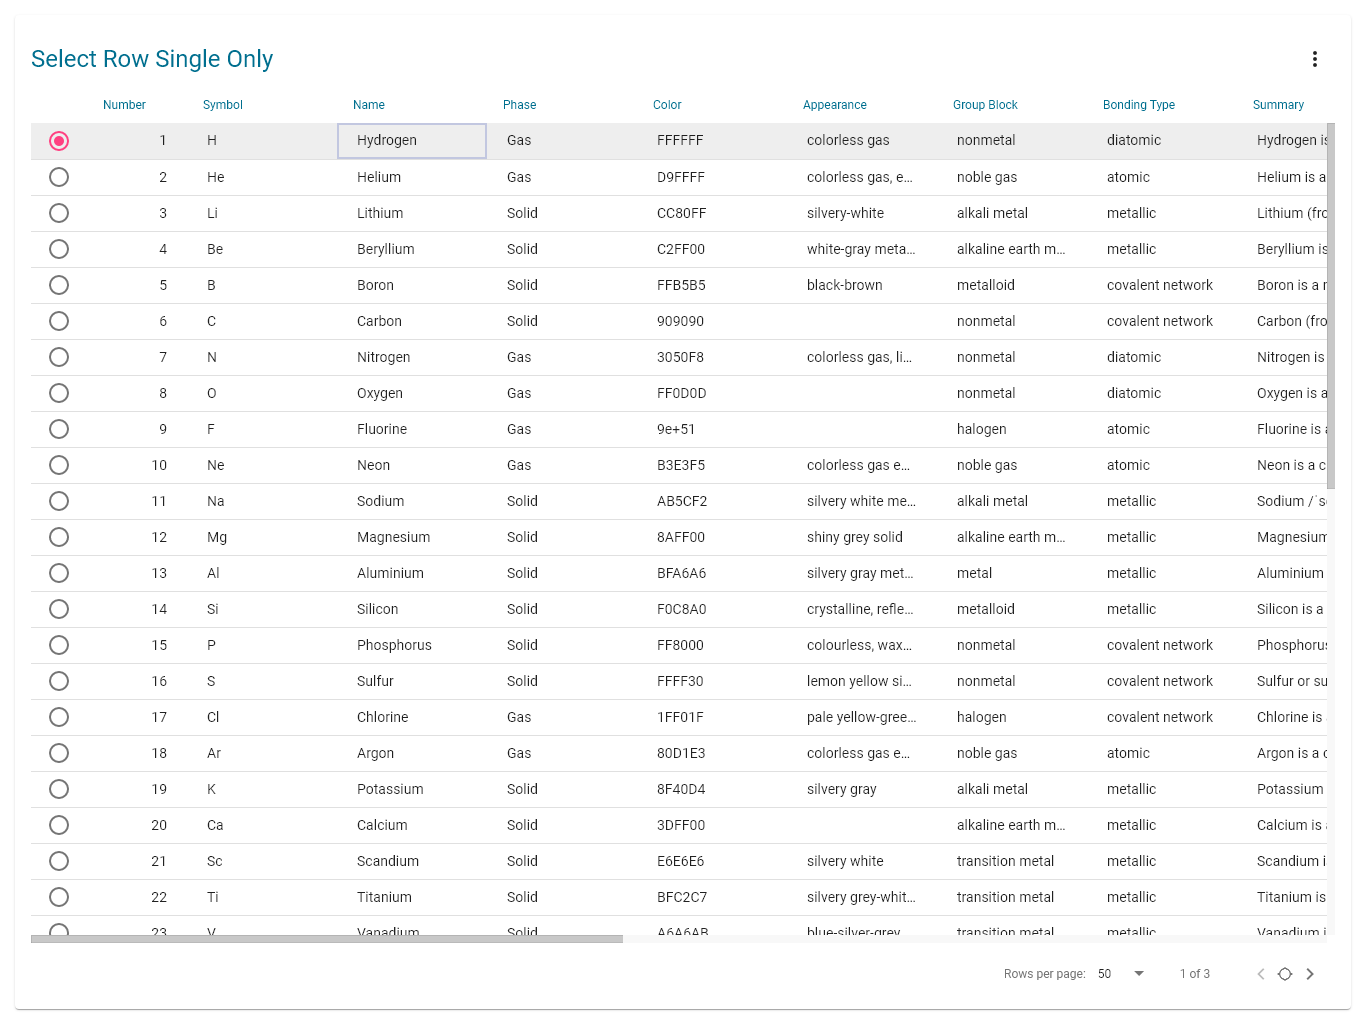 Select Row Single Only
Number Symbol Name Phase Color Appearance Group Block Bonding Type Summary
1 H Hydrogen Gas FFFFFF colorless gas nonmetal diatomic Hydrogen is
2 He Helium Gas D9FFFF colorless gas, e... noble gas atomic Helium is a
3 Li Lithium Solid CC80FF silvery-white alkali metal metallic Lithium (fro
4 Be Beryllium Solid C2FF00 white-gray meta... alkaline earth m... metallic Beryllium is
5 B Boron Solid FFB5B5 black-brown metalloid covalent network Boron is a
6 C Carbon Solid 909090 nonmetal covalent network Carbon (fro
7 N Nitrogen Gas 3050F8 colorless gas, li... nonmetal diatomic Nitrogen is
8 O Oxygen Gas FF0D0D nonmetal diatomic Oxygen is a
9 F Fluorine Gas 9e+51 halogen atomic Fluorine is
10 Ne Neon Gas B3E3F5 colorless gas e... noble gas atomic Neon is a c
11 Na Sodium Solid AB5CF2 silvery white me... alkali metal metallic Sodium /ˈs
12 Mg Magnesium Solid 8AFF00 shiny grey solid alkaline earth m... metallic Magnesium
13 Al Aluminium Solid BFA6A6 silvery gray met... metal metallic Aluminium
14 Si Silicon Solid F0C8A0 crystalline, refle... metalloid metallic Silicon is a
15 P Phosphorus Solid FF8000 colourless, wax... nonmetal covalent network Phosphorus
16 S Sulfur Solid FFFF30 lemon yellow si... nonmetal covalent network Sulfur or su
17 Cl Chlorine Gas 1FF01F pale yellow-gree... halogen covalent network Chlorine is
18 Ar Argon Gas 80D1E3 colorless gas e... noble gas atomic Argon is a c
19 K Potassium Solid 8F40D4 silvery gray alkali metal metallic Potassium
20 Ca Calcium Solid 3DFF00 alkaline earth m... metallic Calcium is
21 Sc Scandium Solid E6E6E6 silvery white transition metal metallic Scandium i
22 Ti Titanium Solid BFC2C7 silvery grey-whit... transition metal metallic Titanium is
23 V Vanadium Solid A6A6AB blue-silver-grey transition metal metallic Vanadium i
Rows per page: 50 1 of 3